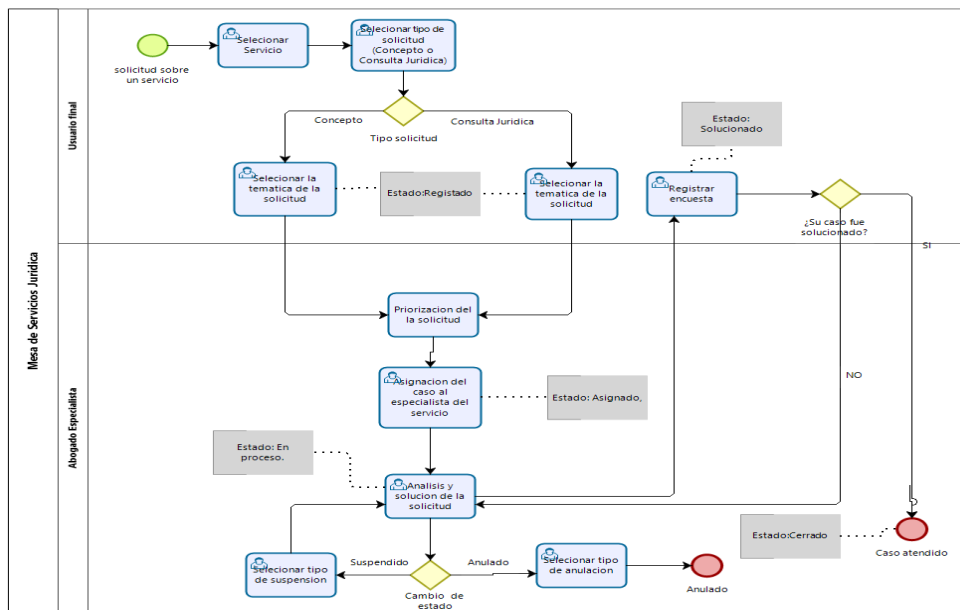 Mesa de Servicios Juridica
Usuario final
Abogado Especialista
solicitud sobre
un servicio
Selecionar
Servicio
Selecionar tipo de
solicitud
(Concepto o
Consulta Juridica)
Concepto
Consulta Juridica
Tipo solicitud
Selecionar la
tematica de la
solicitud
Estado:Registado
Selecionar la
tematica de la
solicitud
Estado:
Solucionado
Registrar
encuesta
¿Su caso fue
solucionado?
SI
NO
Priorizacion del
la solicitud
Asignacion del
caso al
especialista del
servicio
Estado: Asignado,
Estado: En
proceso.
Analisis y
solucion de la
solicitud
Suspendido
Anulado
Cambio de
estado
Selecionar tipo
de suspension
Selecionar tipo
de anulacion
Anulado
Estado:Cerrado
Caso atendido